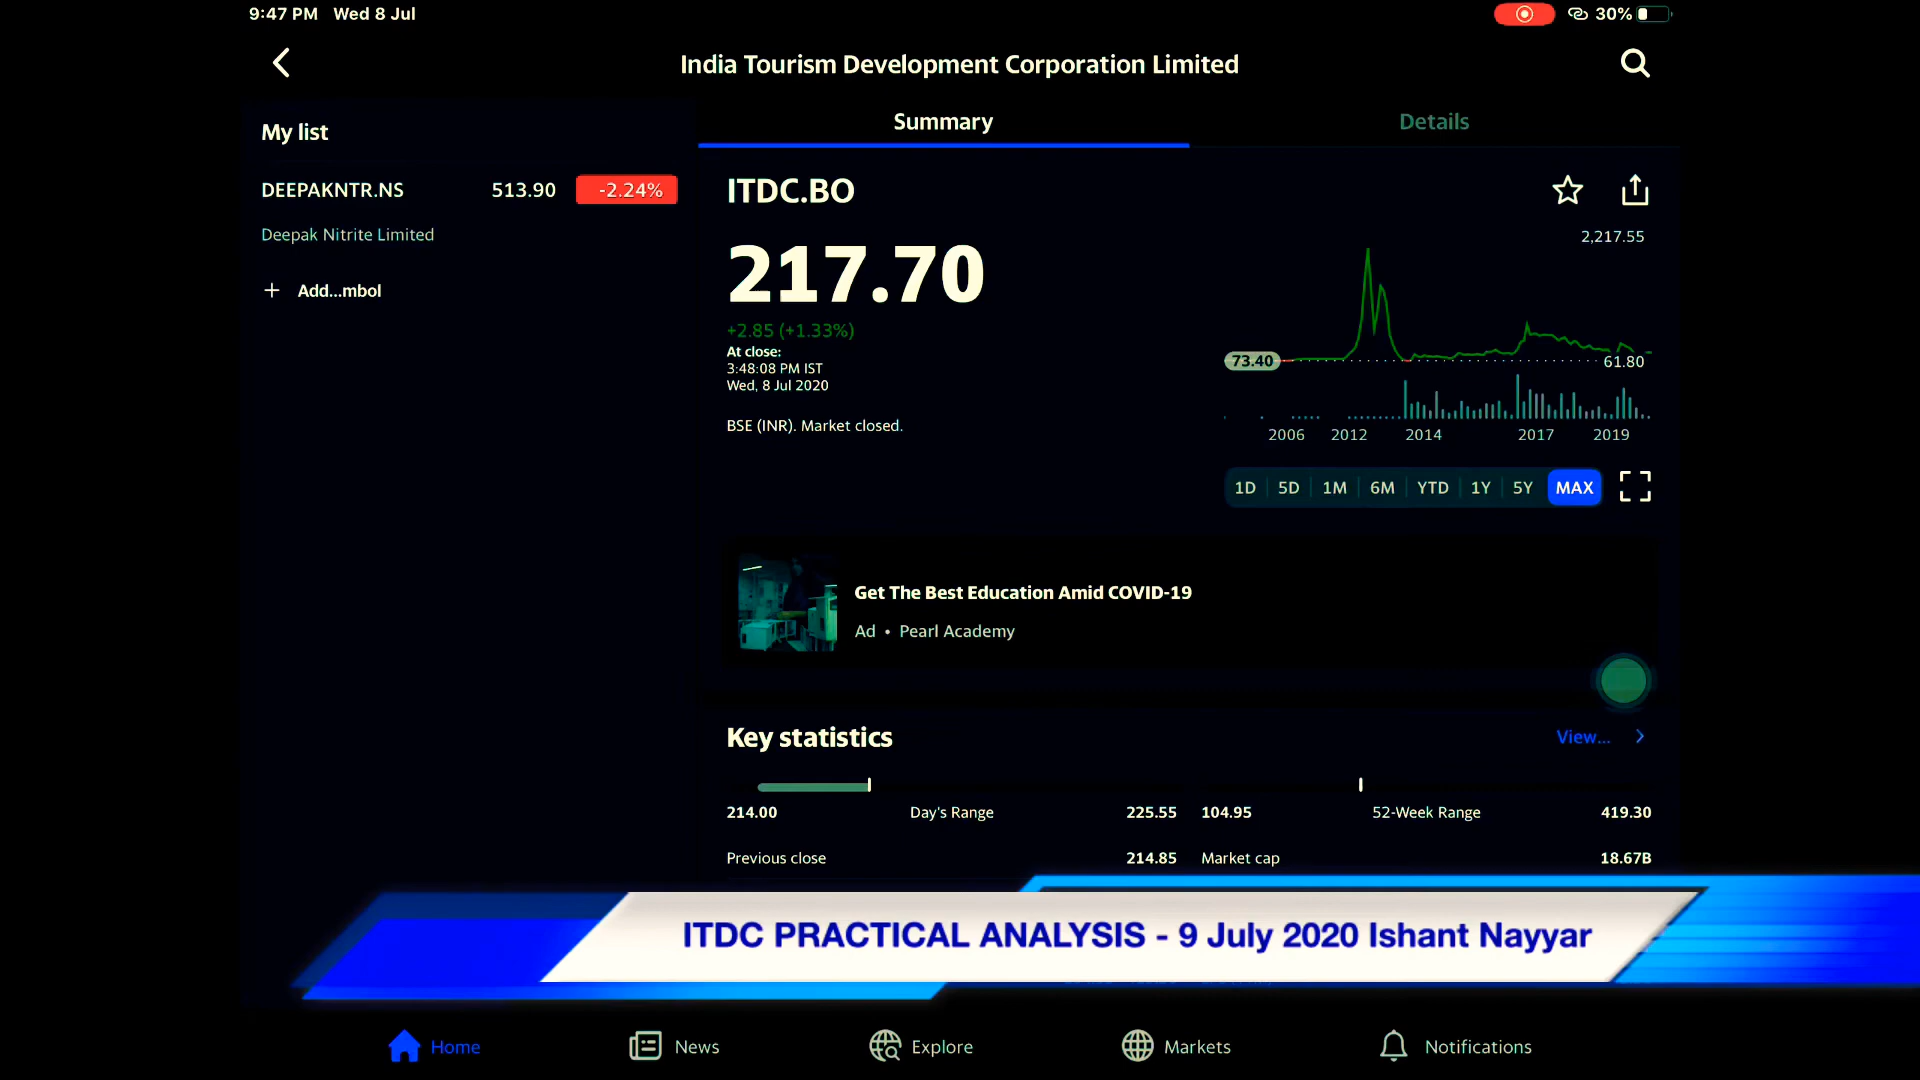 9:47 PM Wed 8 Jul
30%
India Tourism Development Corporation Limited
My list
Summary
Details
DEEPAKNTR.NS 513.90 -2.24%
Deepak Nitrite Limited
Add...mbol
ITDC.BO
217.70
+2.85 (+1.33%)
At close:
3:48:08 PM IST
Wed, 8 Jul 2020
BSE (INR). Market closed.
2,217.55
73.40
61.80
2006 2012 2014 2017 2019
1D 5D 1M 6M YTD 1Y 5Y MAX
Get The Best Education Amid COVID-19
Ad • Pearl Academy
Key statistics
View...
214.00 Day's Range 225.55 104.95 52-Week Range 419.30
Previous close 214.85 Market cap 18.67B
ITDC PRACTICAL ANALYSIS - 9 July 2020 Ishant Nayyar
Home News Explore Markets Notifications